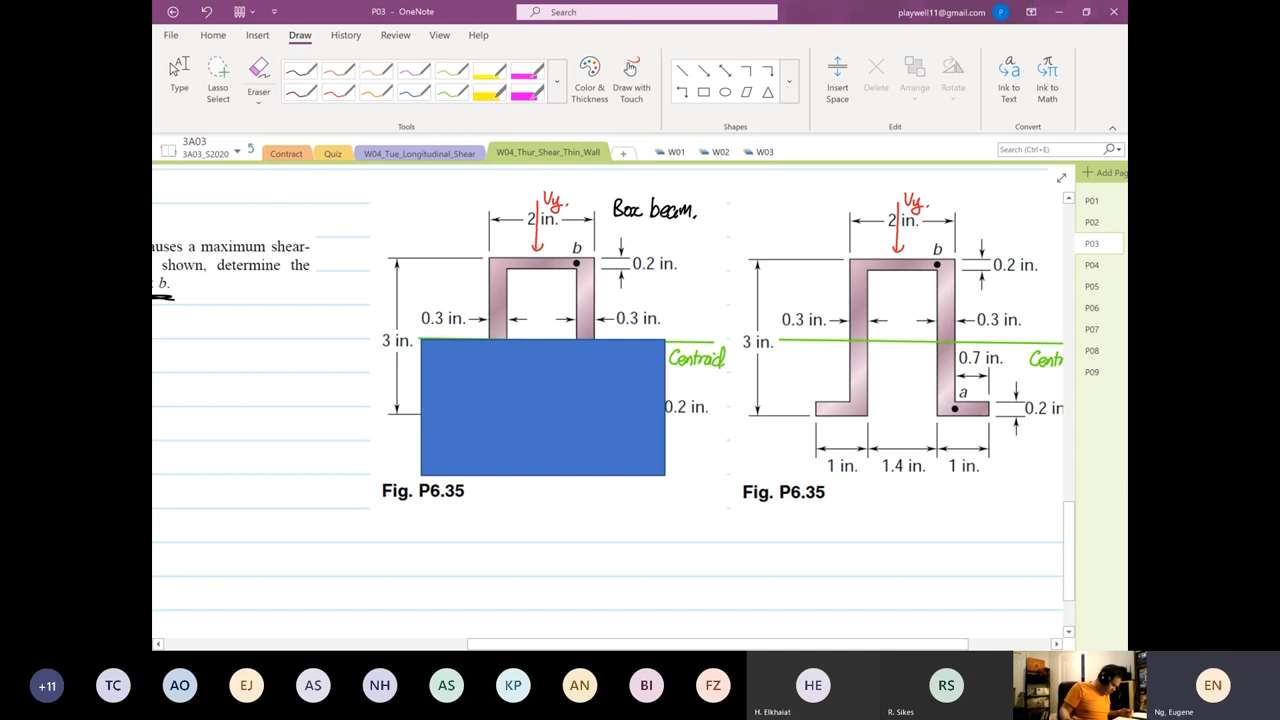 P03 - OneNote
Search
playwell11@gmail.com
P
File
Home
Insert
Draw
History
Review
View
Help
Type
Lasso
Select
Eraser
Color &
Thickness
Draw with
Touch
Insert
Space
Delete
Arrange
Rotate
Ink to
Text
Ink to
Math
Tools
Shapes
Edit
Convert
3A03
3A03_S2020
5
Contract
Quiz
W04_Tue_Longitudinal_Shear
W04_Thur_Shear_Thin_Wall
W01
W02
W03
Search (Ctrl+E)
Add Pag
P01
P02
P03
P04
P05
P06
P07
P08
P09
auses a maximum shear-
shown, determine the
b.
Vy.
2 in.
Box beam.
b
0.2 in.
0.3 in.
0.3 in.
3 in.
Centroid
0.2 in.
Fig. P6.35
Vy.
2 in.
b
0.2 in.
0.3 in.
0.3 in.
3 in.
0.7 in.
Centr
a
0.2 in
1 in.
1.4 in.
1 in.
Fig. P6.35
+11
TC
AO
EJ
AS
NH
AS
KP
AN
BI
FZ
HE
H. Elkhaiat
RS
R. Sikes
EN
Ng, Eugene